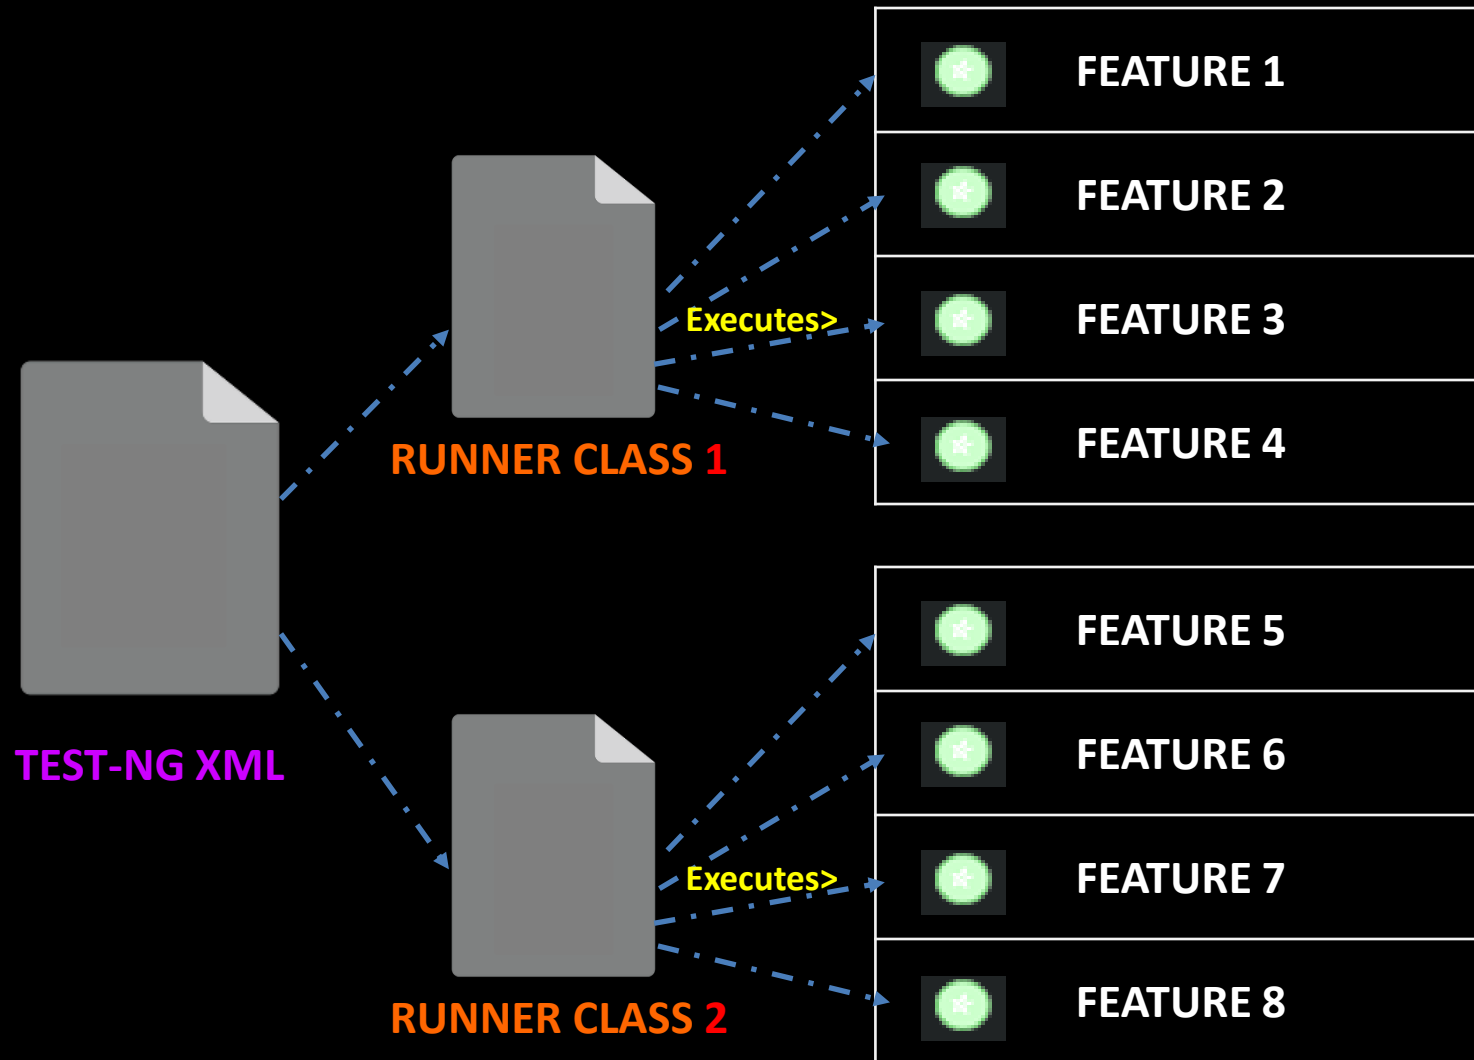 FEATURE 1
FEATURE 2
Executes>
FEATURE 3
FEATURE 4
RUNNER CLASS 1
TEST-NG XML
FEATURE 5
FEATURE 6
Executes>
FEATURE 7
FEATURE 8
RUNNER CLASS 2